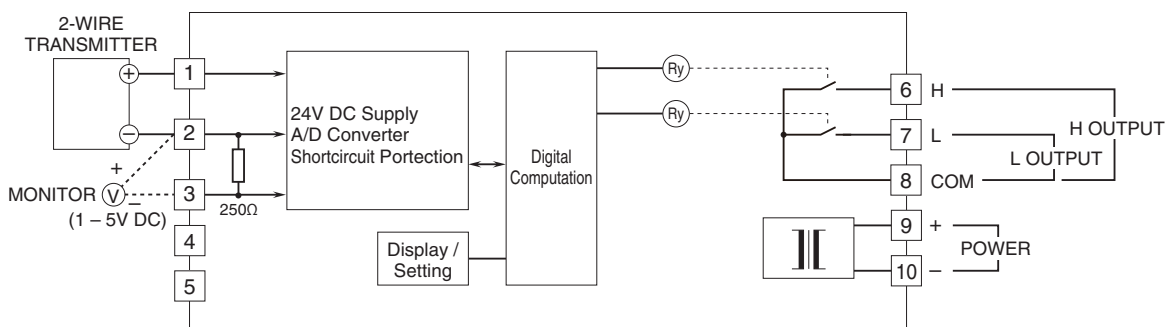 2-WIRE
TRANSMITTER
+
−
1
2
3
4
5
+
−
MONITOR V
(1 – 5V DC)
250Ω
24V DC Supply
A/D Converter
Shortcircuit Portection
Digital
Computation
Display /
Setting
Ry
Ry
6 H
7 L
8 COM
H OUTPUT
L OUTPUT
9 +
10 −
POWER